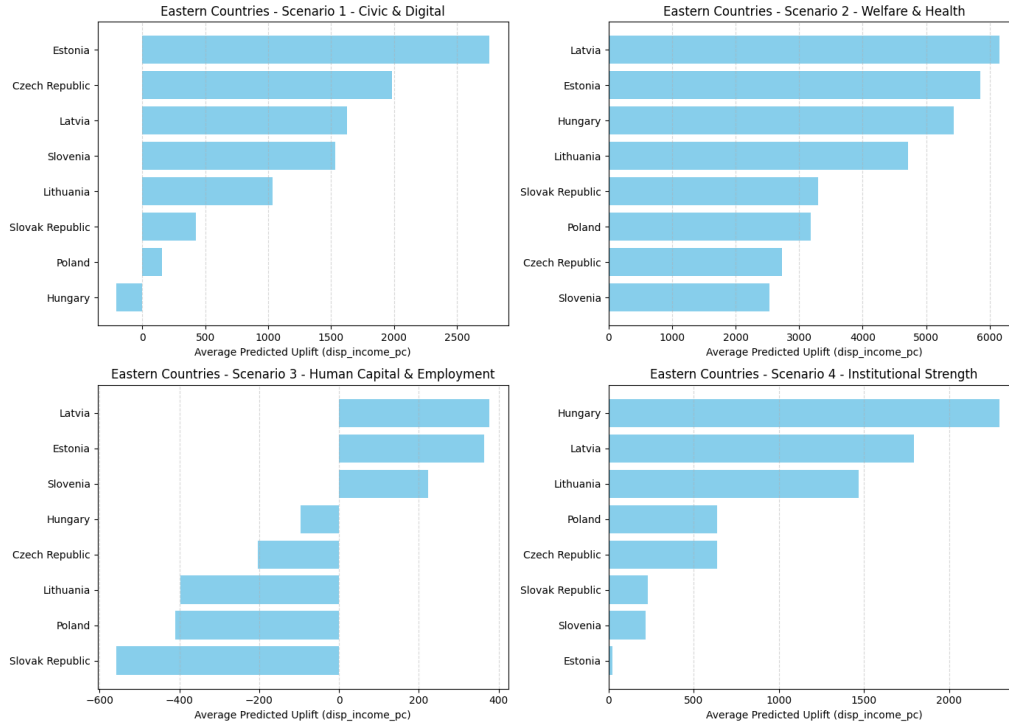 Eastern Countries - Scenario 1 - Civic & Digital
Estonia
Czech Republic
Latvia
Slovenia
Lithuania
Slovak Republic
Poland
Hungary
0 500 1000 1500 2000 2500
Average Predicted Uplift (disp_income_pc)
Eastern Countries - Scenario 2 - Welfare & Health
Latvia
Estonia
Hungary
Lithuania
Slovak Republic
Poland
Czech Republic
Slovenia
0 1000 2000 3000 4000 5000 6000
Average Predicted Uplift (disp_income_pc)
Eastern Countries - Scenario 3 - Human Capital & Employment
Latvia
Estonia
Slovenia
Hungary
Czech Republic
Lithuania
Poland
Slovak Republic
−600 −400 −200 0 200 400
Average Predicted Uplift (disp_income_pc)
Eastern Countries - Scenario 4 - Institutional Strength
Hungary
Latvia
Lithuania
Poland
Czech Republic
Slovak Republic
Slovenia
Estonia
0 500 1000 1500 2000
Average Predicted Uplift (disp_income_pc)